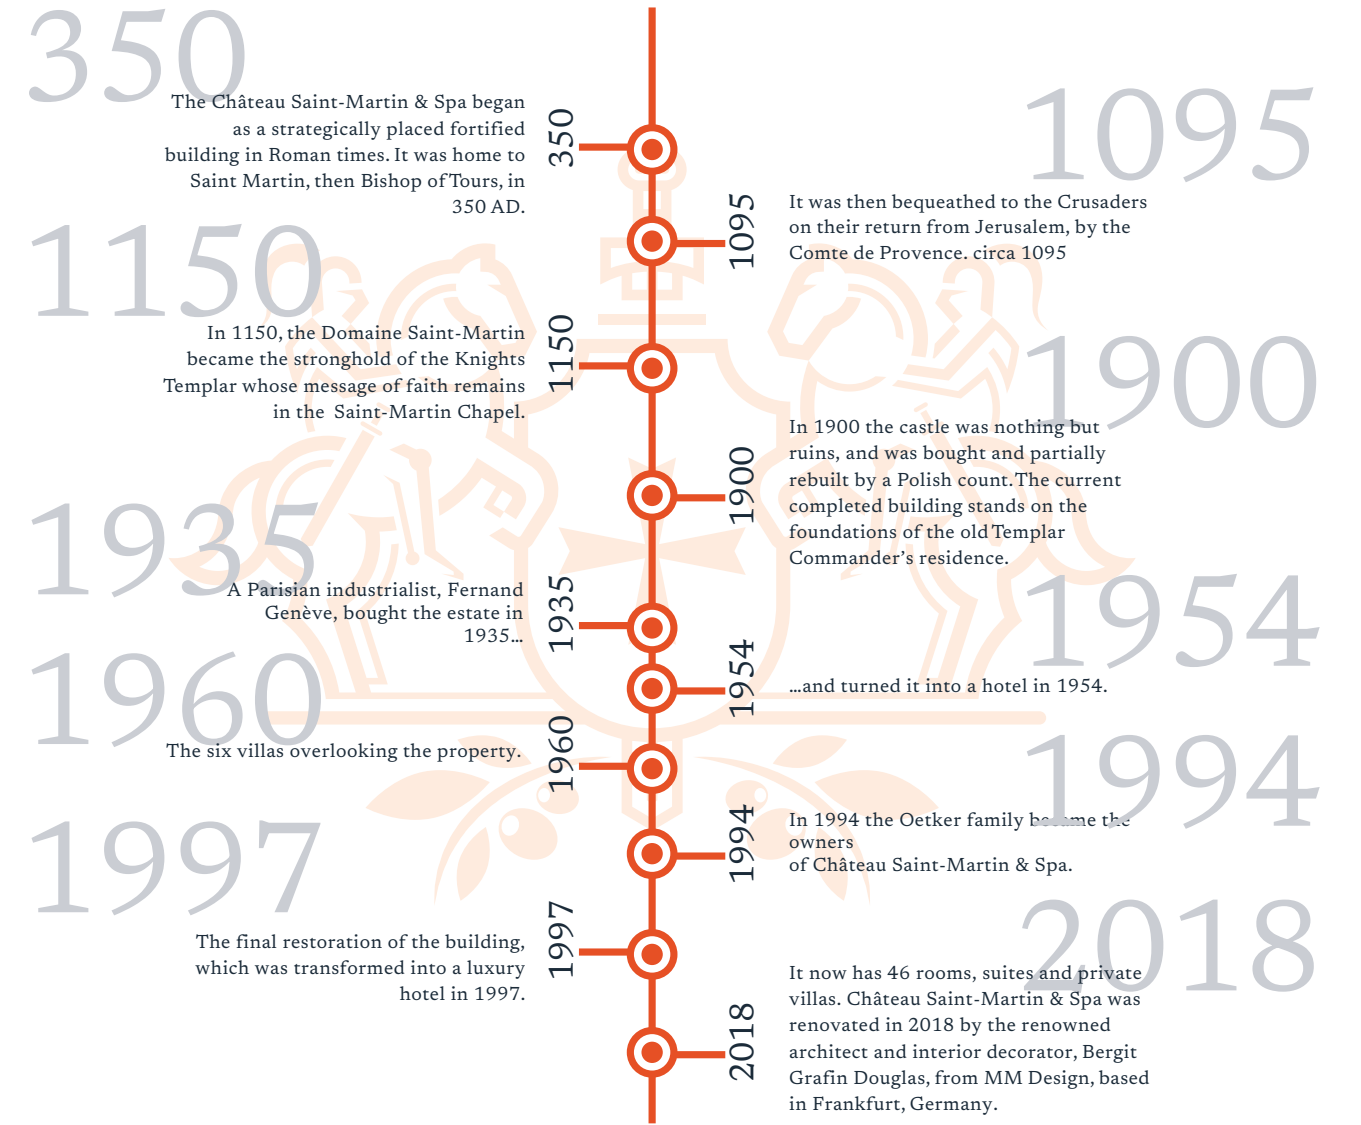 350
The Château Saint-Martin & Spa began
as a strategically placed fortified
building in Roman times. It was home to
Saint Martin, then Bishop of Tours, in
350 AD.
350
1095
1095
It was then bequeathed to the Crusaders
on their return from Jerusalem, by the
Comte de Provence. circa 1095
1150
In 1150, the Domaine Saint-Martin
became the stronghold of the Knights
Templar whose message of faith remains
in the Saint-Martin Chapel.
1150
1900
1900
In 1900 the castle was nothing but
ruins, and was bought and partially
rebuilt by a Polish count. The current
completed building stands on the
foundations of the old Templar
Commander’s residence.
1935
A Parisian industrialist, Fernand
Genève, bought the estate in
1935…
1935
1954
1954
…and turned it into a hotel in 1954.
1960
The six villas overlooking the property.
1960
1994
1994
In 1994 the Oetker family became the
owners
of Château Saint-Martin & Spa.
1997
The final restoration of the building,
which was transformed into a luxury
hotel in 1997.
1997
2018
2018
It now has 46 rooms, suites and private
villas. Château Saint-Martin & Spa was
renovated in 2018 by the renowned
architect and interior decorator, Bergit
Grafin Douglas, from MM Design, based
in Frankfurt, Germany.